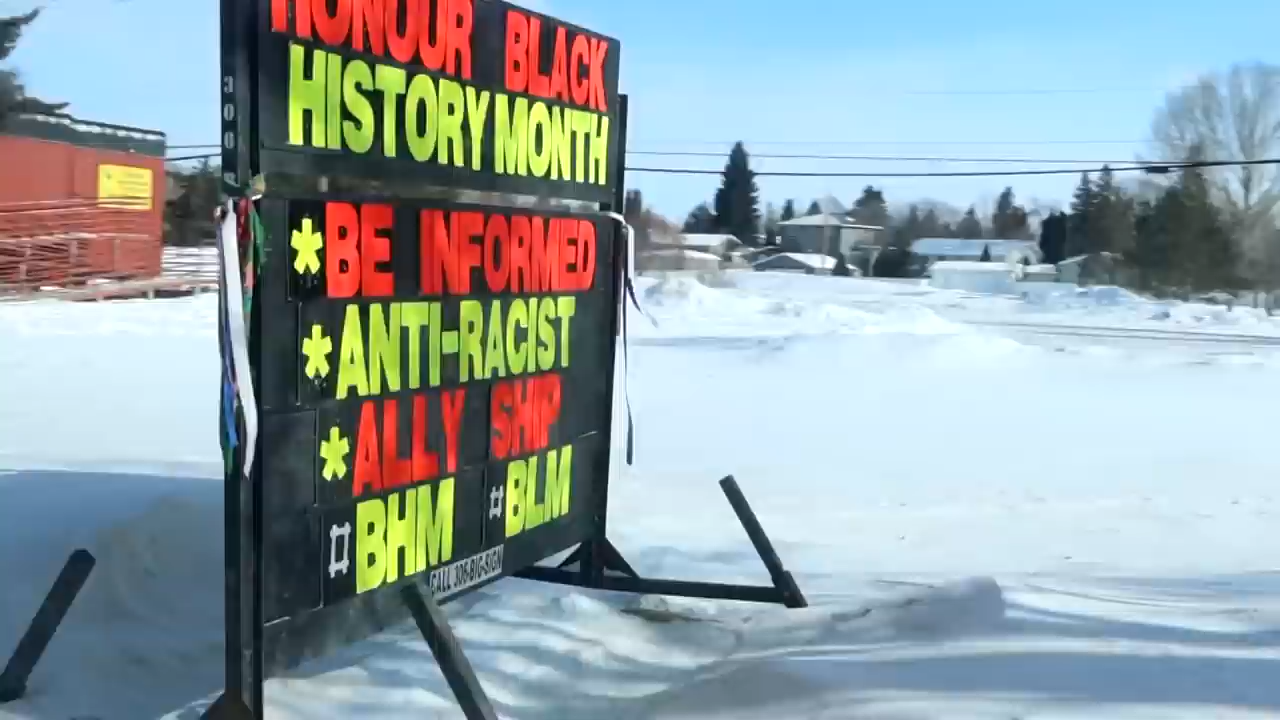 HONOUR BLACK
HISTORY MONTH
*BE INFORMED
*ANTI-RACIST
*ALLY SHIP
#BHM #BLM
CALL 306-BIG-SIGN